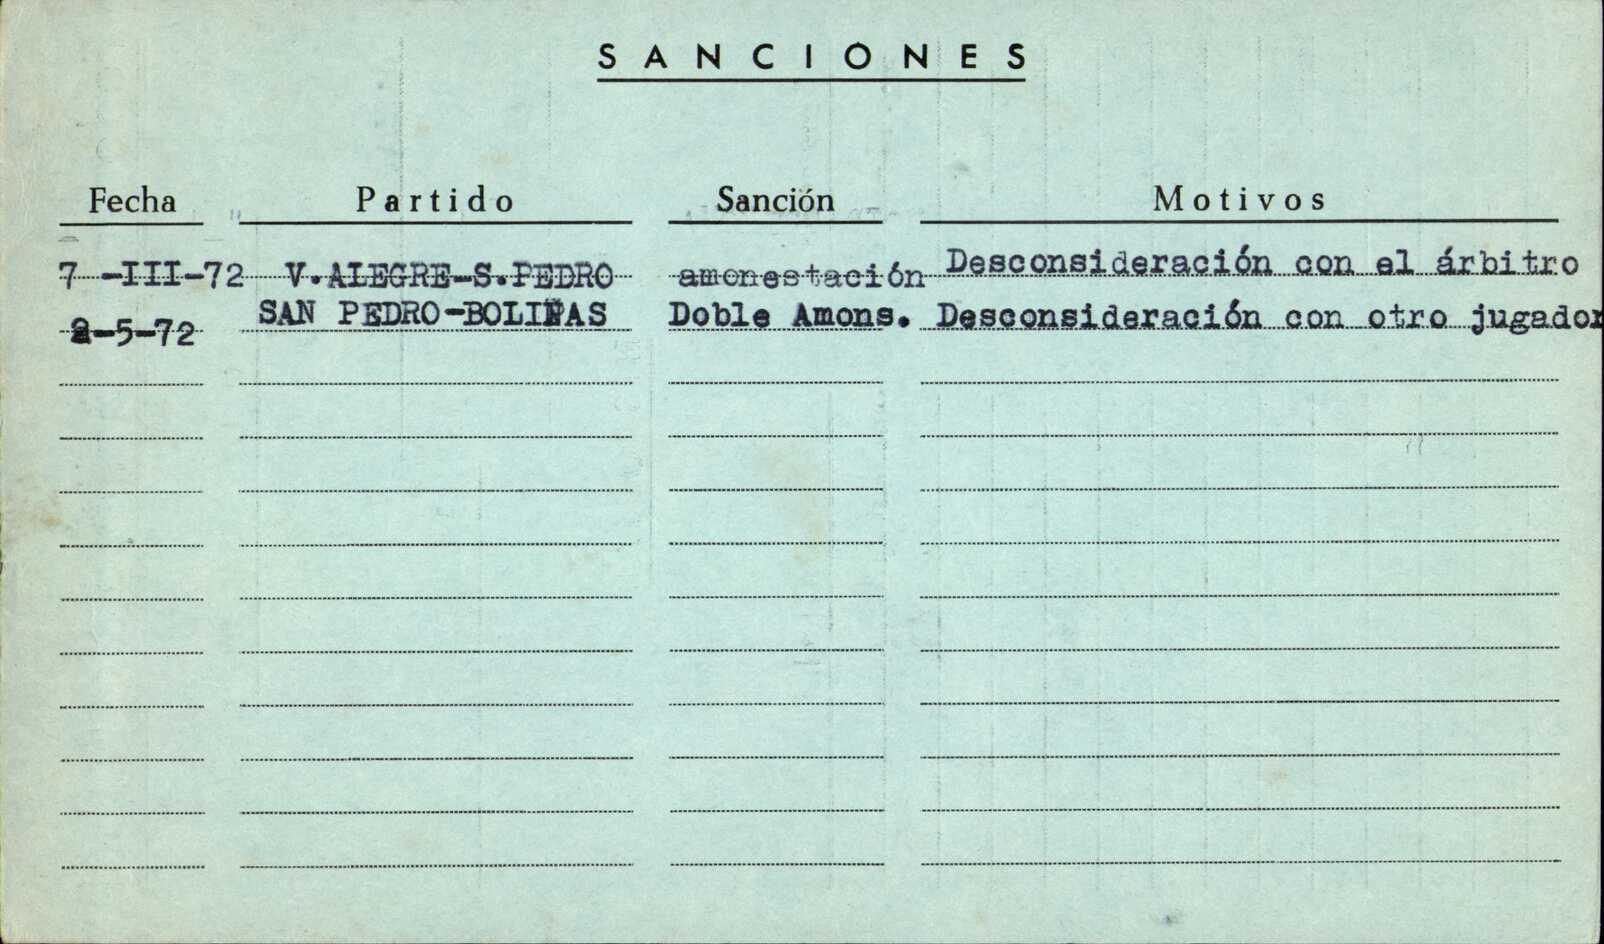 SANCIONES
Fecha Partido Sanción Motivos
7 -III-72 V.ALEGRE-S.PEDRO amonestación Desconsideración con el árbitro
2-5-72 SAN PEDRO- Doble Amons. Desconsideración con otro jugador